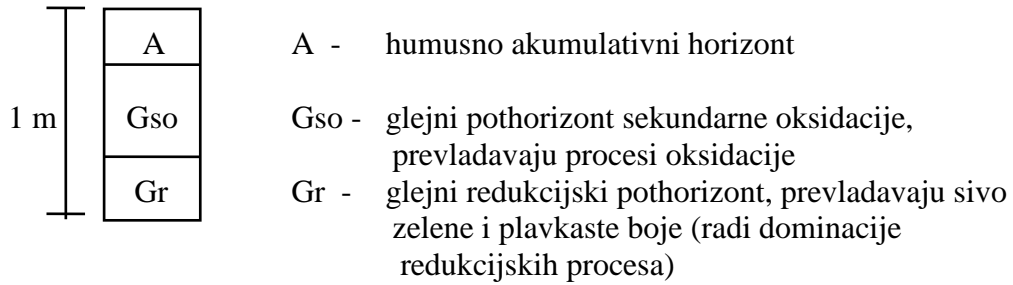 A A - humusno akumulativni horizont
1 m Gso Gso - glejni pothorizont sekundarne oksidacije,
prevladavaju procesi oksidacije
Gr Gr - glejni redukcijski pothorizont, prevladavaju sivo
zelene i plavkaste boje (radi dominacije
redukcijskih procesa)